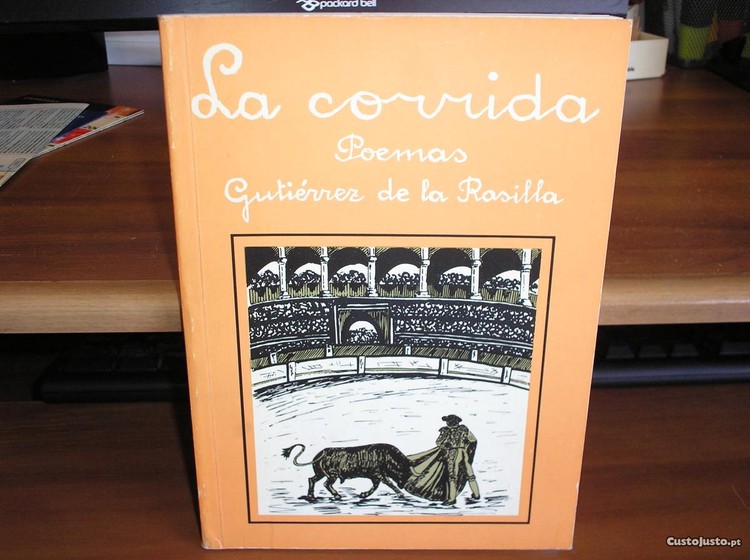 packard bell
La corrida
Poemas
Gutiérrez de la Rasilla
CustoJusto.pt